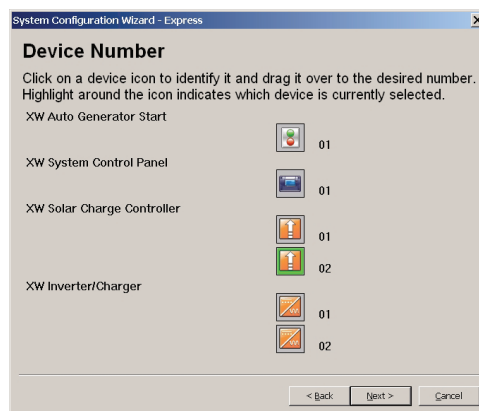 System Configuration Wizard - Express
Device Number
Click on a device icon to identify it and drag it over to the desired number.
Highlight around the icon indicates which device is currently selected.
XW Auto Generator Start
01
XW System Control Panel
01
XW Solar Charge Controller
01
02
XW Inverter/Charger
01
02
< Back
Next >
Cancel